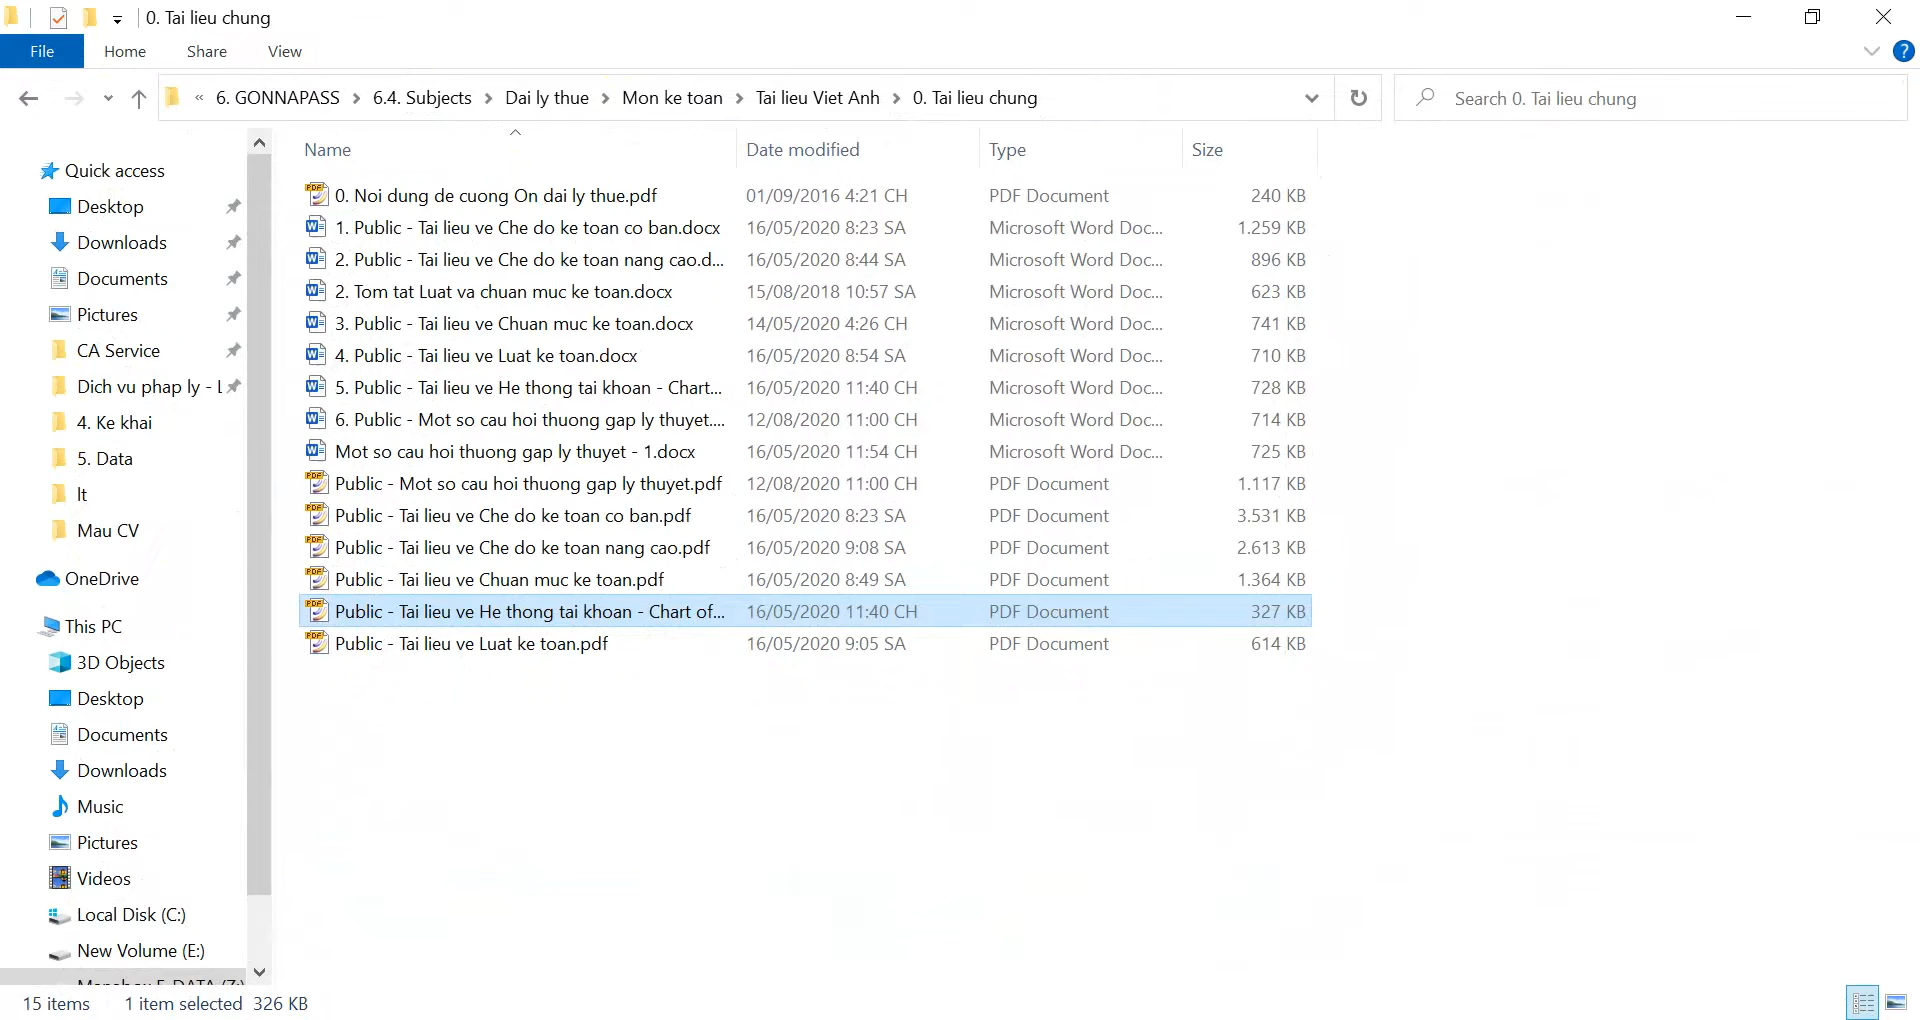 0. Tai lieu chung
File Home Share View
« 6. GONNAPASS > 6.4. Subjects > Dai ly thue > Mon ke toan > Tai lieu Viet Anh > 0. Tai lieu chung
Search 0. Tai lieu chung
Quick access
Desktop
Downloads
Documents
Pictures
CA Service
Dich vu phap ly - L
4. Ke khai
5. Data
lt
Mau CV
OneDrive
This PC
3D Objects
Desktop
Documents
Downloads
Music
Pictures
Videos
Local Disk (C:)
New Volume (E:)
Name Date modified Type Size
0. Noi dung de cuong On dai ly thue.pdf 01/09/2016 4:21 CH PDF Document 240 KB
1. Public - Tai lieu ve Che do ke toan co ban.docx 16/05/2020 8:23 SA Microsoft Word Doc... 1.259 KB
2. Public - Tai lieu ve Che do ke toan nang cao.d... 16/05/2020 8:44 SA Microsoft Word Doc... 896 KB
2. Tom tat Luat va chuan muc ke toan.docx 15/08/2018 10:57 SA Microsoft Word Doc... 623 KB
3. Public - Tai lieu ve Chuan muc ke toan.docx 14/05/2020 4:26 CH Microsoft Word Doc... 741 KB
4. Public - Tai lieu ve Luat ke toan.docx 16/05/2020 8:54 SA Microsoft Word Doc... 710 KB
5. Public - Tai lieu ve He thong tai khoan - Chart... 16/05/2020 11:40 CH Microsoft Word Doc... 728 KB
6. Public - Mot so cau hoi thuong gap ly thuyet.... 12/08/2020 11:00 CH Microsoft Word Doc... 714 KB
Mot so cau hoi thuong gap ly thuyet - 1.docx 16/05/2020 11:54 CH Microsoft Word Doc... 725 KB
Public - Mot so cau hoi thuong gap ly thuyet.pdf 12/08/2020 11:00 CH PDF Document 1.117 KB
Public - Tai lieu ve Che do ke toan co ban.pdf 16/05/2020 8:23 SA PDF Document 3.531 KB
Public - Tai lieu ve Che do ke toan nang cao.pdf 16/05/2020 9:08 SA PDF Document 2.613 KB
Public - Tai lieu ve Chuan muc ke toan.pdf 16/05/2020 8:49 SA PDF Document 1.364 KB
Public - Tai lieu ve He thong tai khoan - Chart of... 16/05/2020 11:40 CH PDF Document 327 KB
Public - Tai lieu ve Luat ke toan.pdf 16/05/2020 9:05 SA PDF Document 614 KB
15 items 1 item selected 326 KB